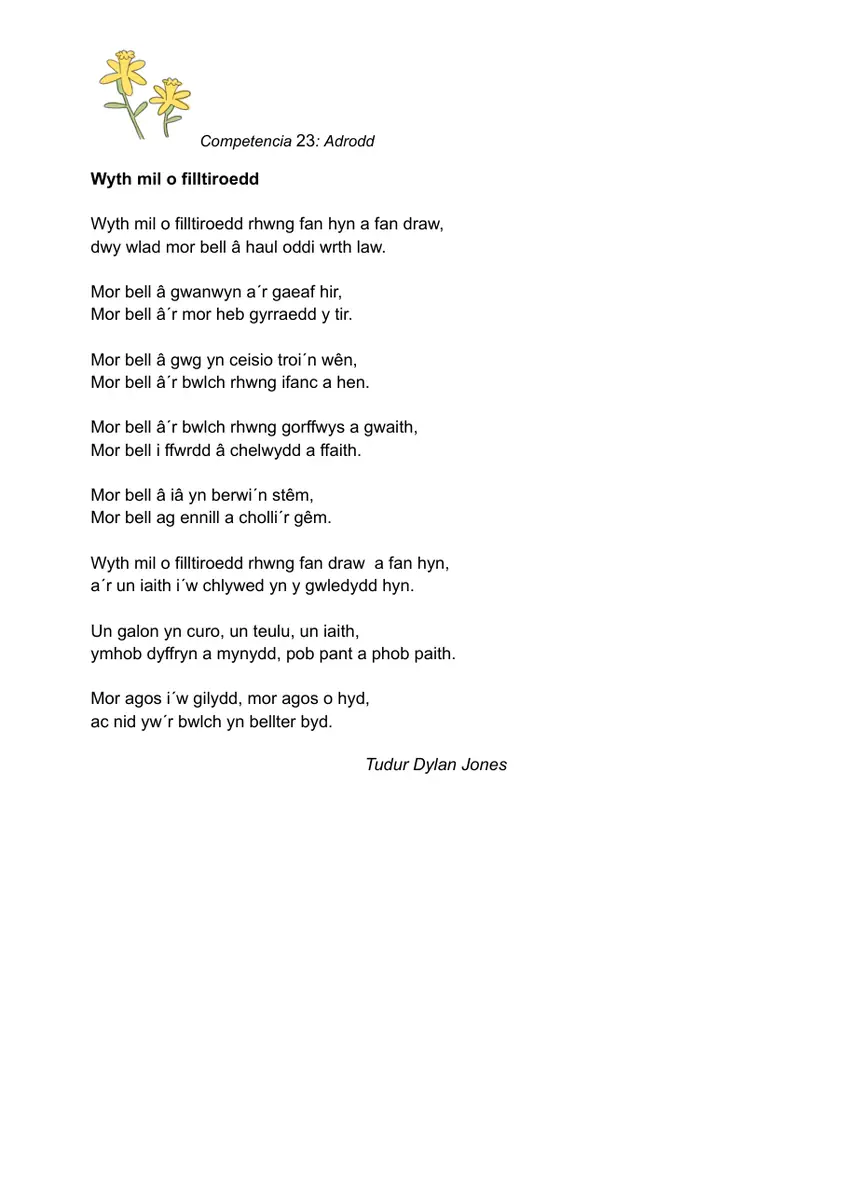 Competencia 23: Adrodd
Wyth mil o filltiroedd
Wyth mil o filltiroedd rhwng fan hyn a fan draw,
dwy wlad mor bell â haul oddi wrth law.
Mor bell â gwanwyn a´r gaeaf hir,
Mor bell â´r mor heb gyrraedd y tir.
Mor bell â gwg yn ceisio troi´n wên,
Mor bell â´r bwlch rhwng ifanc a hen.
Mor bell â´r bwlch rhwng gorffwys a gwaith,
Mor bell i ffwrdd â chelwydd a ffaith.
Mor bell â iâ yn berwi´n stêm,
Mor bell ag ennill a cholli´r gêm.
Wyth mil o filltiroedd rhwng fan draw  a fan hyn,
a´r un iaith i´w chlywed yn y gwledydd hyn.
Un galon yn curo, un teulu, un iaith,
ymhob dyffryn a mynydd, pob pant a phob paith.
Mor agos i´w gilydd, mor agos o hyd,
ac nid yw´r bwlch yn bellter byd.
Tudur Dylan Jones